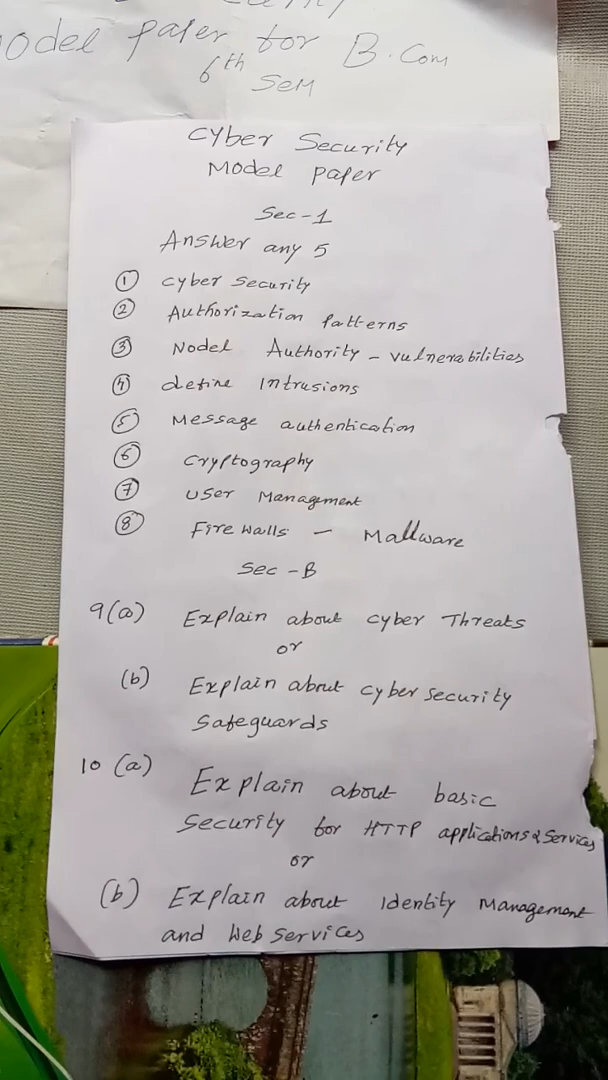 odel paper for B.Com
6th
SeM
Cyber Security
Model paper
Sec-1
Answer any 5
① cyber security
② Authorization patterns
③ Nodel Authority - vulnerabilities
④ define Intrusions
⑤ Message authentication
⑥ cryptography
⑦ user Management
⑧ Firewalls - Mallware
Sec-B
9(a) Explain about cyber Threats
or
(b) Explain about cyber security
Safeguards
10 (a) Explain about basic
Security for HTTP applications & Services
or
(b) Explain about Identity Management
and Web Services